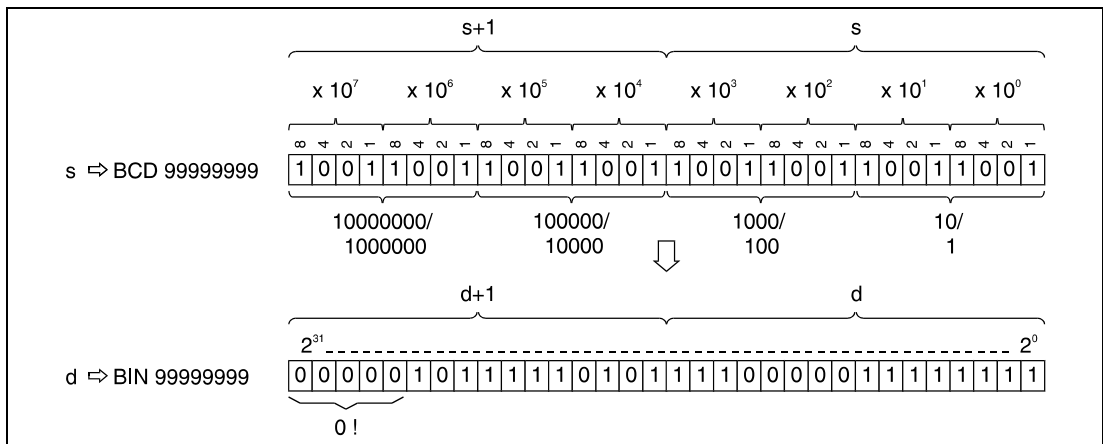 s+1 s
x 10⁷ x 10⁶ x 10⁵ x 10⁴ x 10³ x 10² x 10¹ x 10⁰
8 4 2 1 8 4 2 1 8 4 2 1 8 4 2 1 8 4 2 1 8 4 2 1 8 4 2 1 8 4 2 1
s ⇨ BCD 99999999 1 0 0 1 1 0 0 1 1 0 0 1 1 0 0 1 1 0 0 1 1 0 0 1 1 0 0 1 1 0 0 1
10000000/ 100000/ 1000/ 10/
1000000 10000 100 1
d+1 d
2³¹ 2⁰
d ⇨ BIN 99999999 0 0 0 0 0 1 0 1 1 1 1 1 0 1 0 1 1 1 1 0 0 0 0 0 1 1 1 1 1 1 1 1
0 !